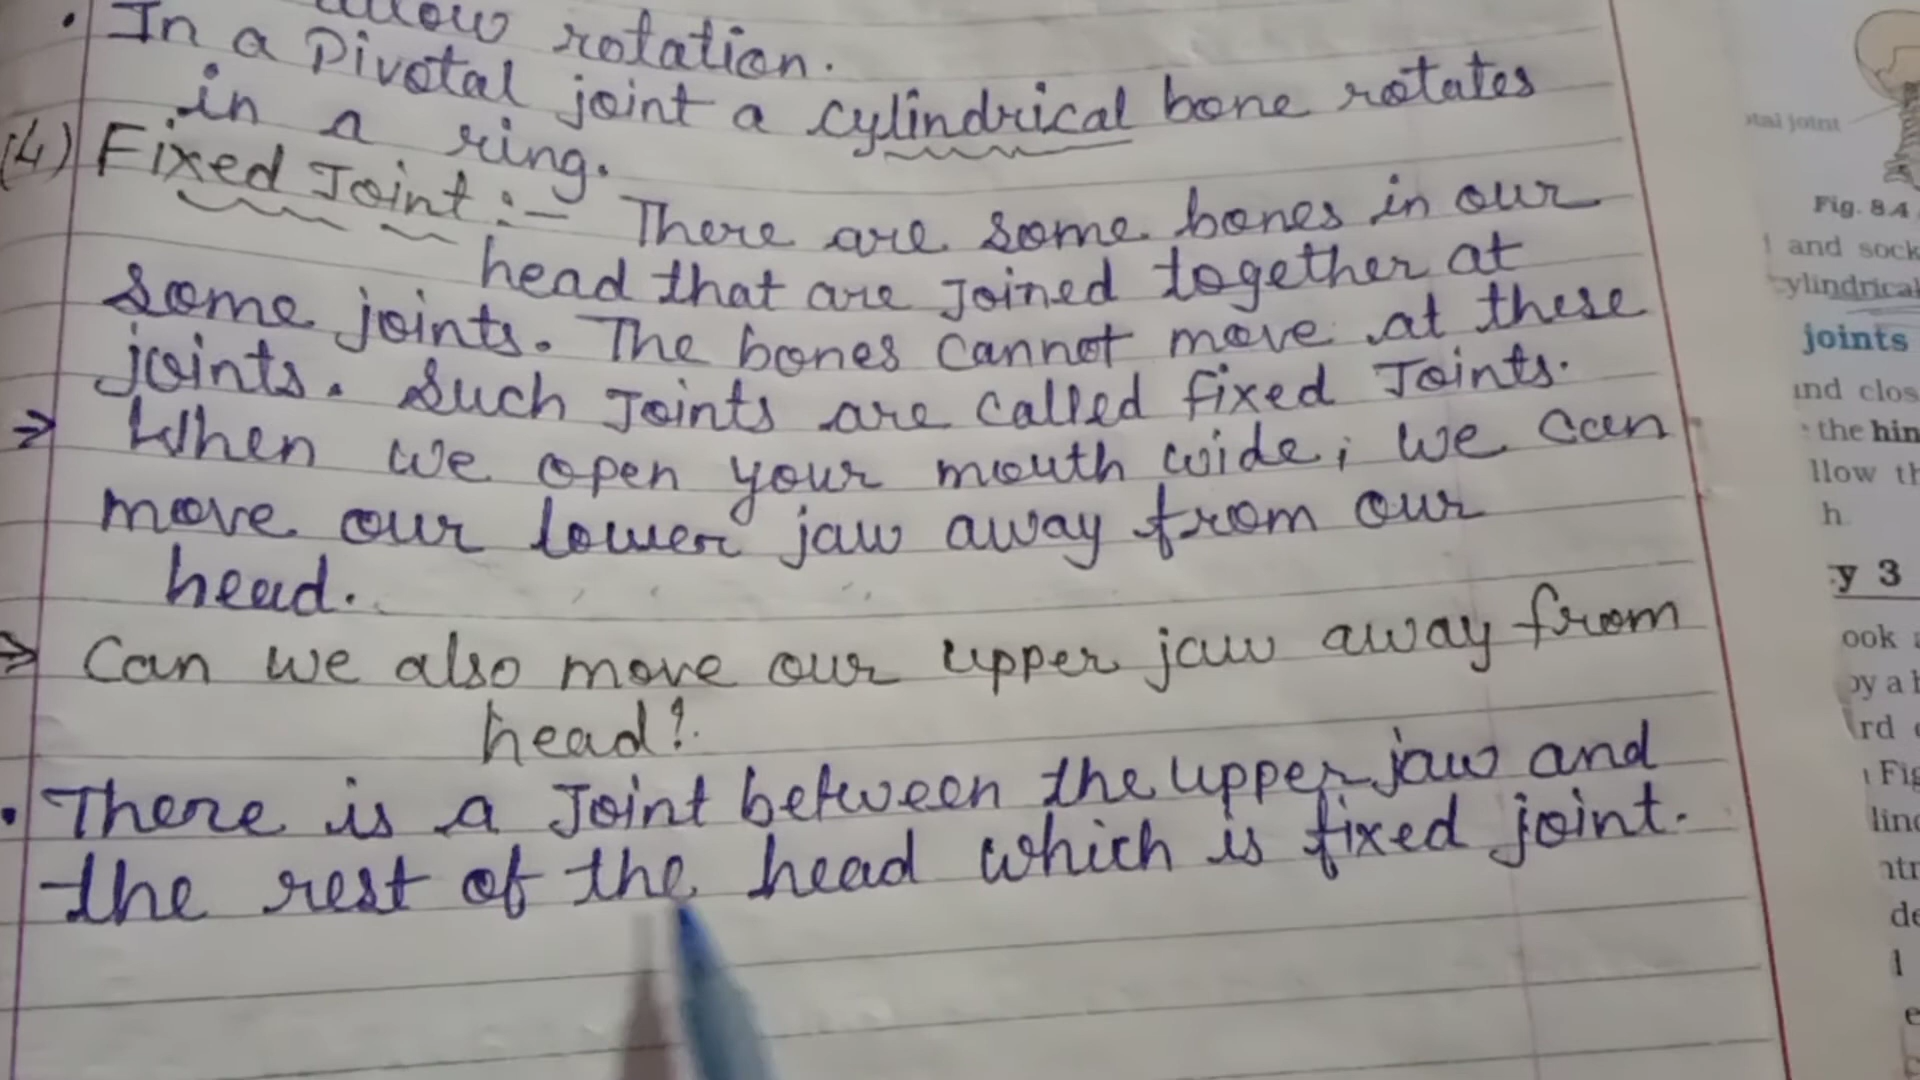 allow rotation.
• In a Pivotal joint a cylindrical bone rotates
in a ring.
(4) Fixed Joint :- There are some bones in our
head that are Joined together at
some joints. The bones cannot move at these
joints. Such Joints are called fixed Joints.
⇒ When we open your mouth wide, we can
move our lower jaw away from our
head.
⇒ Can we also move our upper jaw away from
head?
• There is a Joint between the upper jaw and
the rest of the head which is fixed joint.
tal joint
Fig. 8.4
and sock
cylindrical
joints
and clos
the hin
llow th
h
y 3
ook
by a
rd
Fig